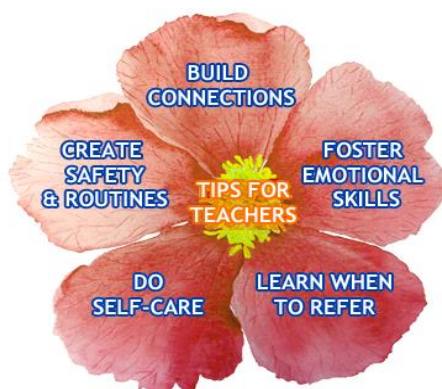 BUILD
CONNECTIONS
CREATE
SAFETY
& ROUTINES
FOSTER
EMOTIONAL
SKILLS
TIPS FOR
TEACHERS
DO
SELF-CARE
LEARN WHEN
TO REFER